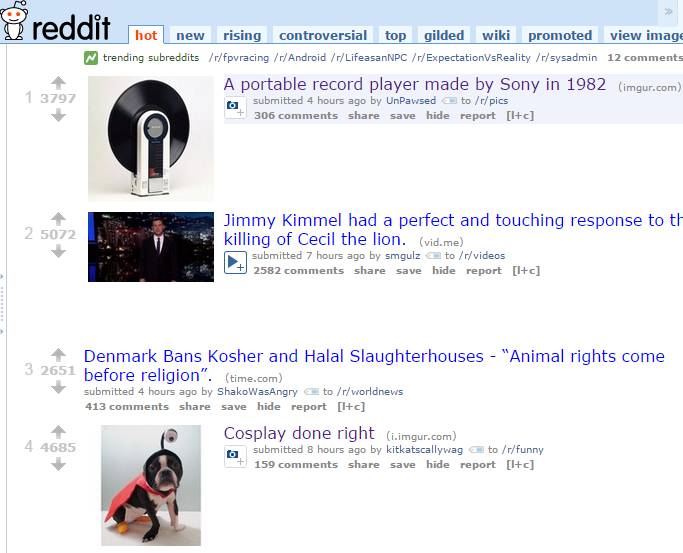 reddit hot new rising controversial top gilded wiki promoted view image
trending subreddits /r/fpvracing /r/Android /r/LifeasanNPC /r/ExpectationVsReality /r/sysadmin 12 comments
1 3797
A portable record player made by Sony in 1982 (imgur.com)
submitted 4 hours ago by UnPawsed to /r/pics
306 comments share save hide report [l+c]
2 5072
Jimmy Kimmel had a perfect and touching response to th
killing of Cecil the lion. (vid.me)
submitted 7 hours ago by smgulz to /r/videos
2582 comments share save hide report [l+c]
3 2651
Denmark Bans Kosher and Halal Slaughterhouses - “Animal rights come
before religion”. (time.com)
submitted 4 hours ago by ShakoWasAngry to /r/worldnews
413 comments share save hide report [l+c]
4 4685
Cosplay done right (i.imgur.com)
submitted 8 hours ago by kitkatscallywag to /r/funny
159 comments share save hide report [l+c]